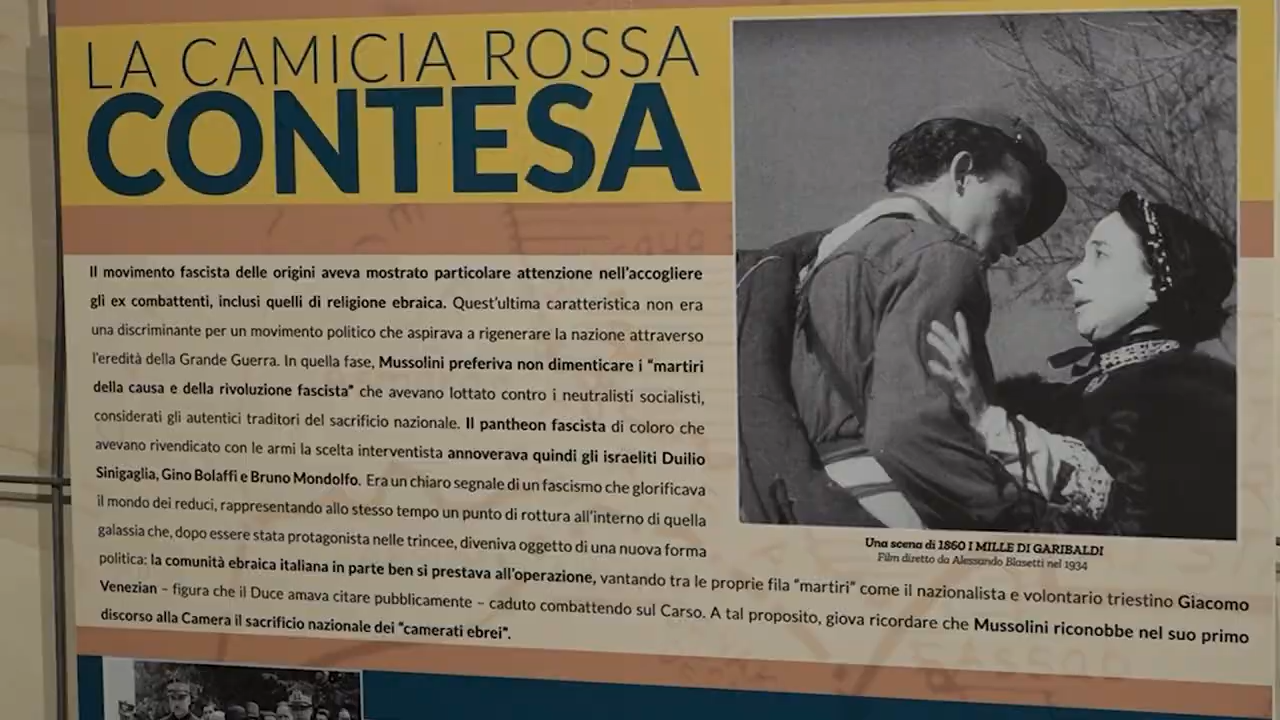 LA CAMICIA ROSSA
CONTESA
Il movimento fascista delle origini aveva mostrato particolare attenzione nell'accogliere
gli ex combattenti, inclusi quelli di religione ebraica. Quest'ultima caratteristica non era
una discriminante per un movimento politico che aspirava a rigenerare la nazione attraverso
l'eredità della Grande Guerra. In quella fase, Mussolini preferiva non dimenticare i "martiri
della causa e della rivoluzione fascista" che avevano lottato contro i neutralisti socialisti,
considerati gli autentici traditori del sacrificio nazionale. Il pantheon fascista di coloro che
avevano rivendicato con le armi la scelta interventista annoverava quindi gli israeliti Duilio
Sinigaglia, Gino Bolaffi e Bruno Mondolfo. Era un chiaro segnale di un fascismo che glorificava
il mondo dei reduci, rappresentando allo stesso tempo un punto di rottura all'interno di quella
galassia che, dopo essere stata protagonista nelle trincee, diveniva oggetto di una nuova forma
politica: la comunità ebraica italiana in parte ben si prestava all'operazione, vantando tra le proprie fila "martiri" come il nazionalista e volontario triestino Giacomo
Venezian – figura che il Duce amava citare pubblicamente – caduto combattendo sul Carso. A tal proposito, giova ricordare che Mussolini riconobbe nel suo primo
discorso alla Camera il sacrificio nazionale dei "camerati ebrei".
Una scena di 1860 I MILLE DI GARIBALDI
Film diretto da Alessando Blasetti nel 1934